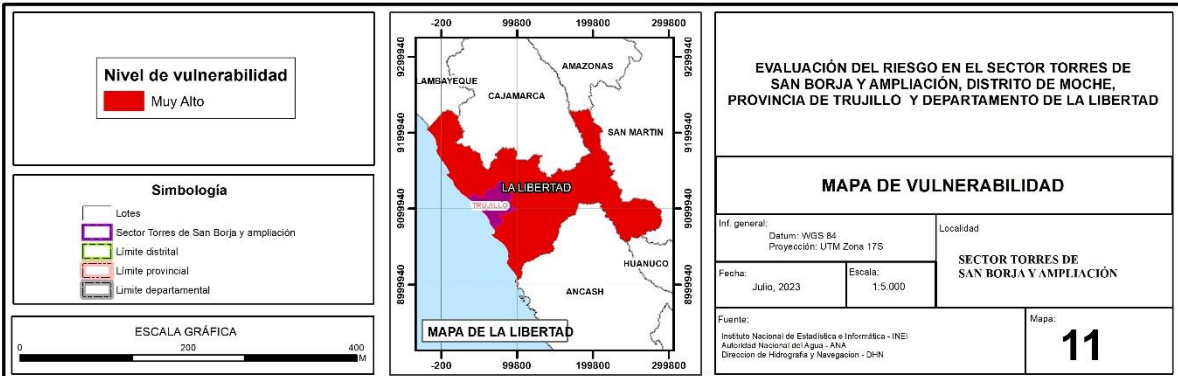 Nivel de vulnerabilidad
Muy Alto
Simbología
Lotes
Sector Torres de San Borja y ampliación
Límite distrital
Límite provincial
Limite departamental
ESCALA GRÁFICA
0 200 400
M
-200 99800 199800 299800
9299940 9299940
9199940 9199940
9099940 9099940
8999940 8999940
AMAZONAS
LAMBAYEQUE
CAJAMARCA
SAN MARTIN
LA LIBERTAD
TRUJILLO
HUANUCO
ANCASH
MAPA DE LA LIBERTAD
-200 99800 199800 299800
EVALUACIÓN DEL RIESGO EN EL SECTOR TORRES DE
SAN BORJA Y AMPLIACIÓN, DISTRITO DE MOCHE,
PROVINCIA DE TRUJILLO Y DEPARTAMENTO DE LA LIBERTAD
MAPA DE VULNERABILIDAD
Inf. general:
Datum: WGS 84
Proyección: UTM Zona 17S
Localidad
SECTOR TORRES DE
SAN BORJA Y AMPLIACIÓN
Fecha:
Julio, 2023
Escala:
1:5.000
Fuente:
Instituto Nacional de Estadística e Informática - INEI
Autoridad Nacional del Agua - ANA
Direccion de Hidrografia y Navegacion - DHN
Mapa:
11